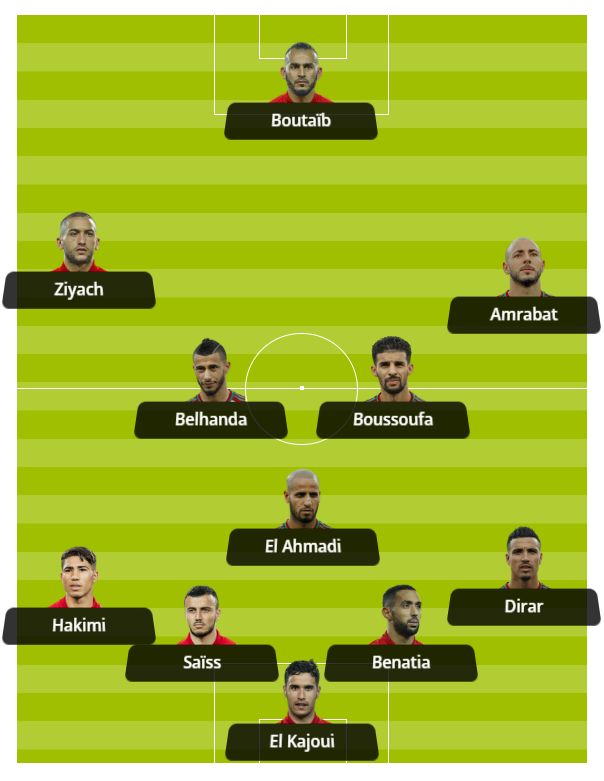 Boutaïb
Ziyach
Amrabat
Belhanda
Boussoufa
El Ahmadi
Dirar
Hakimi
Saïss
Benatia
El Kajoui